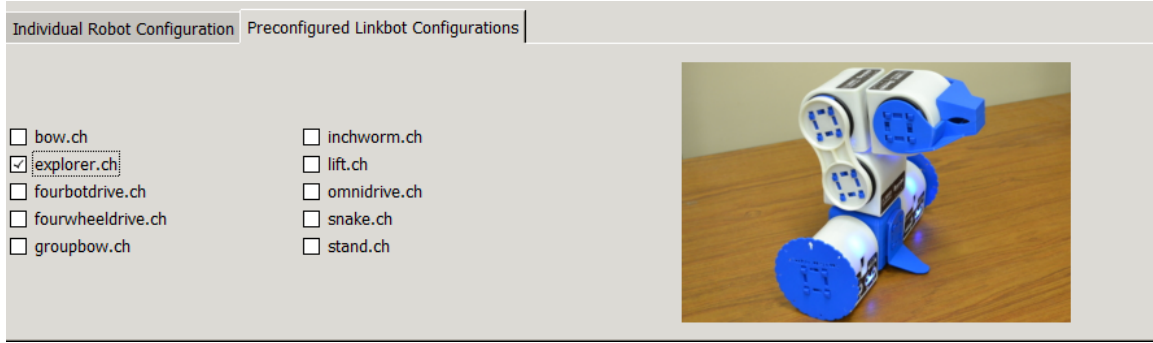 Individual Robot Configuration
Preconfigured Linkbot Configurations
bow.ch
explorer.ch
fourbotdrive.ch
fourwheeldrive.ch
groupbow.ch
inchworm.ch
lift.ch
omnidrive.ch
snake.ch
stand.ch